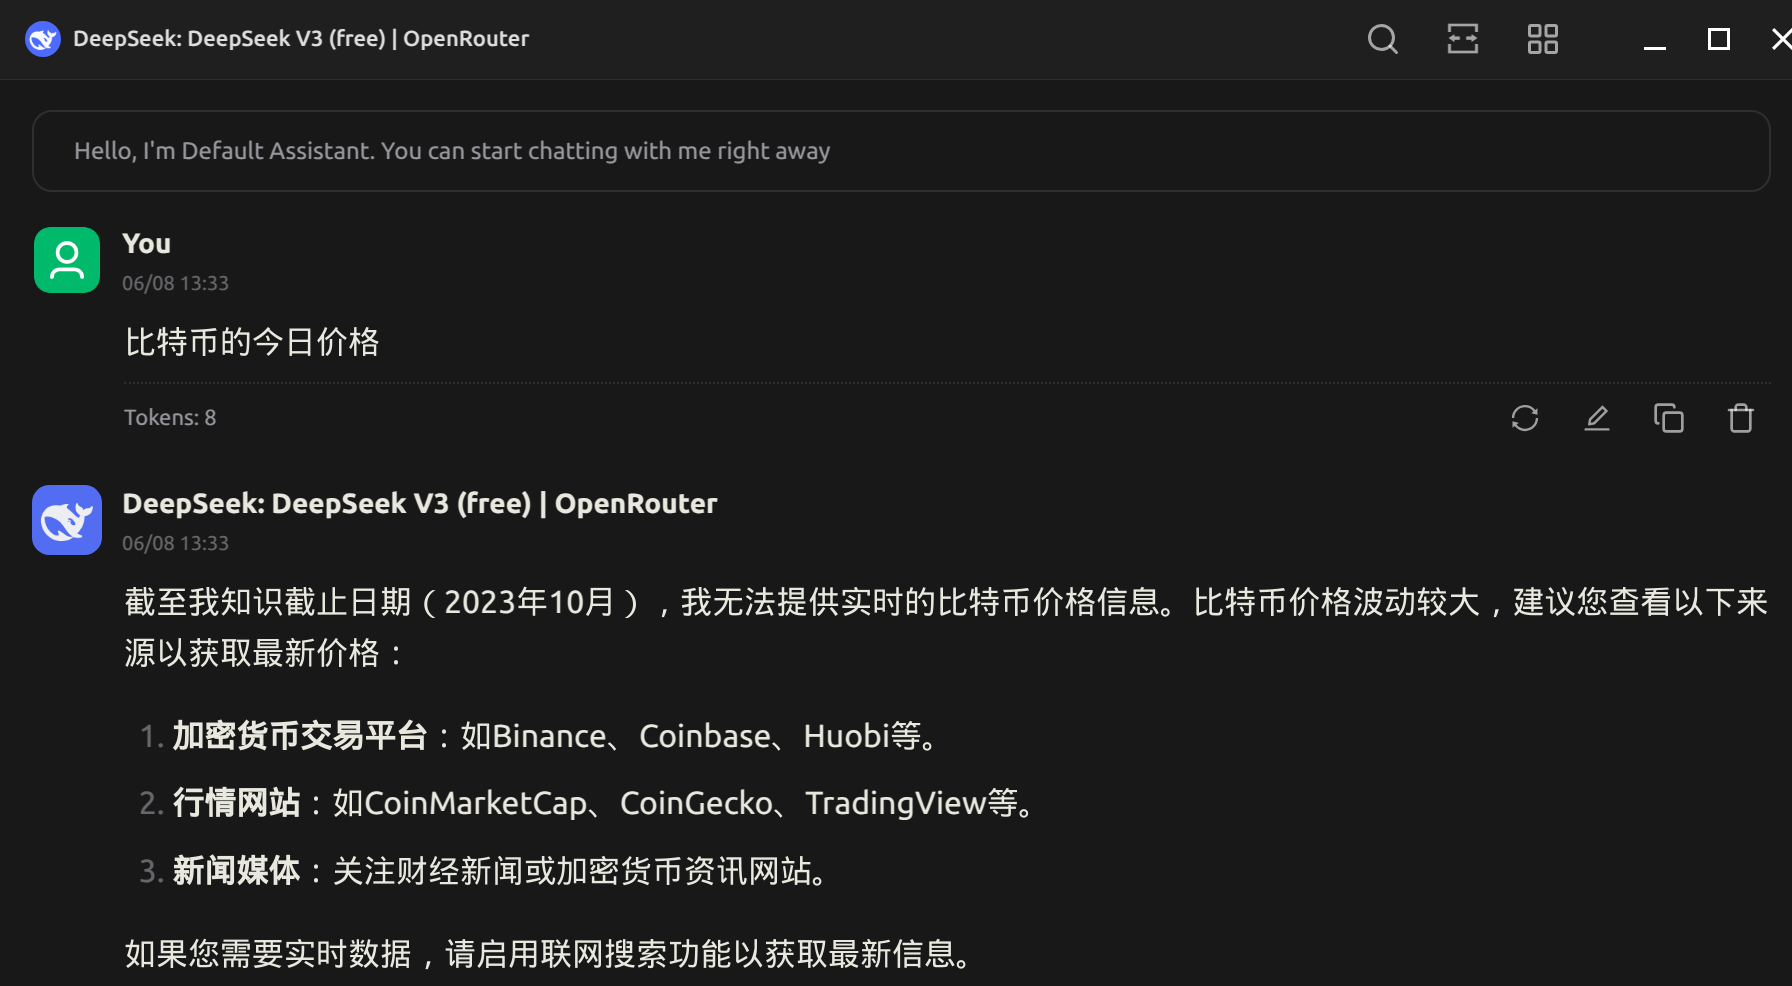 DeepSeek: DeepSeek V3 (free) | OpenRouter
Hello, I'm Default Assistant. You can start chatting with me right away
You
06/08 13:33
比特币的今日价格
Tokens: 8
DeepSeek: DeepSeek V3 (free) | OpenRouter
06/08 13:33
截至我知识截止日期（2023年10月），我无法提供实时的比特币价格信息。比特币价格波动较大，建议您查看以下来
源以获取最新价格：
1. 加密货币交易平台：如Binance、Coinbase、Huobi等。
2. 行情网站：如CoinMarketCap、CoinGecko、TradingView等。
3. 新闻媒体：关注财经新闻或加密货币资讯网站。
如果您需要实时数据，请启用联网搜索功能以获取最新信息。